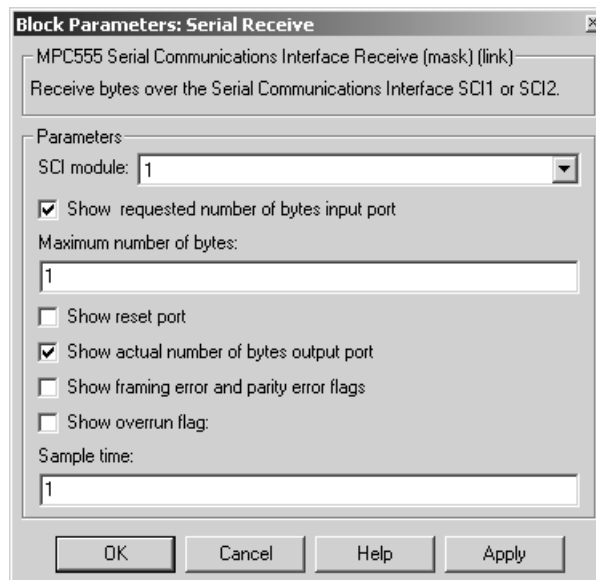 Block Parameters: Serial Receive
MPC555 Serial Communications Interface Receive (mask) (link)
Receive bytes over the Serial Communications Interface SCI1 or SCI2.
Parameters
SCI module: 1
Show requested number of bytes input port
Maximum number of bytes:
1
Show reset port
Show actual number of bytes output port
Show framing error and parity error flags
Show overrun flag:
Sample time:
1
OK Cancel Help Apply